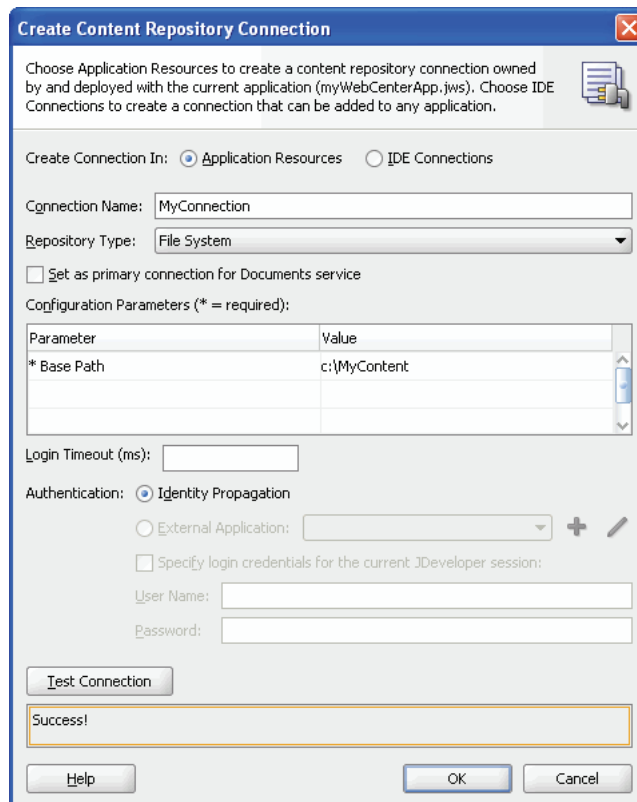 Create Content Repository Connection
Choose Application Resources to create a content repository connection owned
by and deployed with the current application (myWebCenterApp.jws). Choose IDE
Connections to create a connection that can be added to any application.
Create Connection In: Application Resources IDE Connections
Connection Name: MyConnection
Repository Type: File System
Set as primary connection for Documents service
Configuration Parameters (* = required):
Parameter Value
* Base Path c:\MyContent
Login Timeout (ms):
Authentication: Identity Propagation
External Application:
Specify login credentials for the current JDeveloper session:
User Name:
Password:
Test Connection
Success!
Help OK Cancel